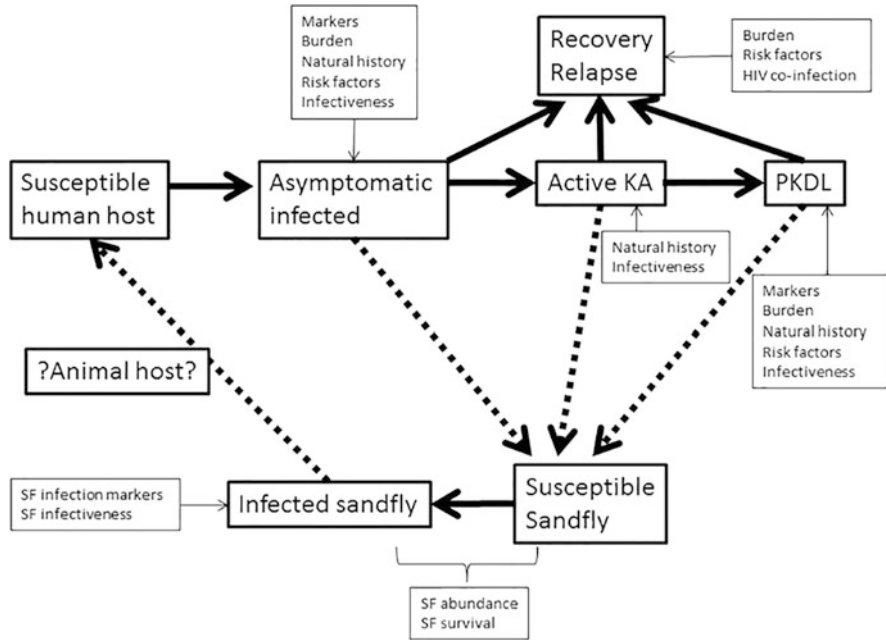 Markers
Burden
Natural history
Risk factors
Infectiveness
Recovery
Relapse
Burden
Risk factors
HIV co-infection
Susceptible
human host
Asymptomatic
infected
Active KA
PKDL
Natural history
Infectiveness
Markers
Burden
Natural history
Risk factors
Infectiveness
?Animal host?
SF infection markers
SF infectiveness
Infected sandfly
Susceptible
Sandfly
SF abundance
SF survival